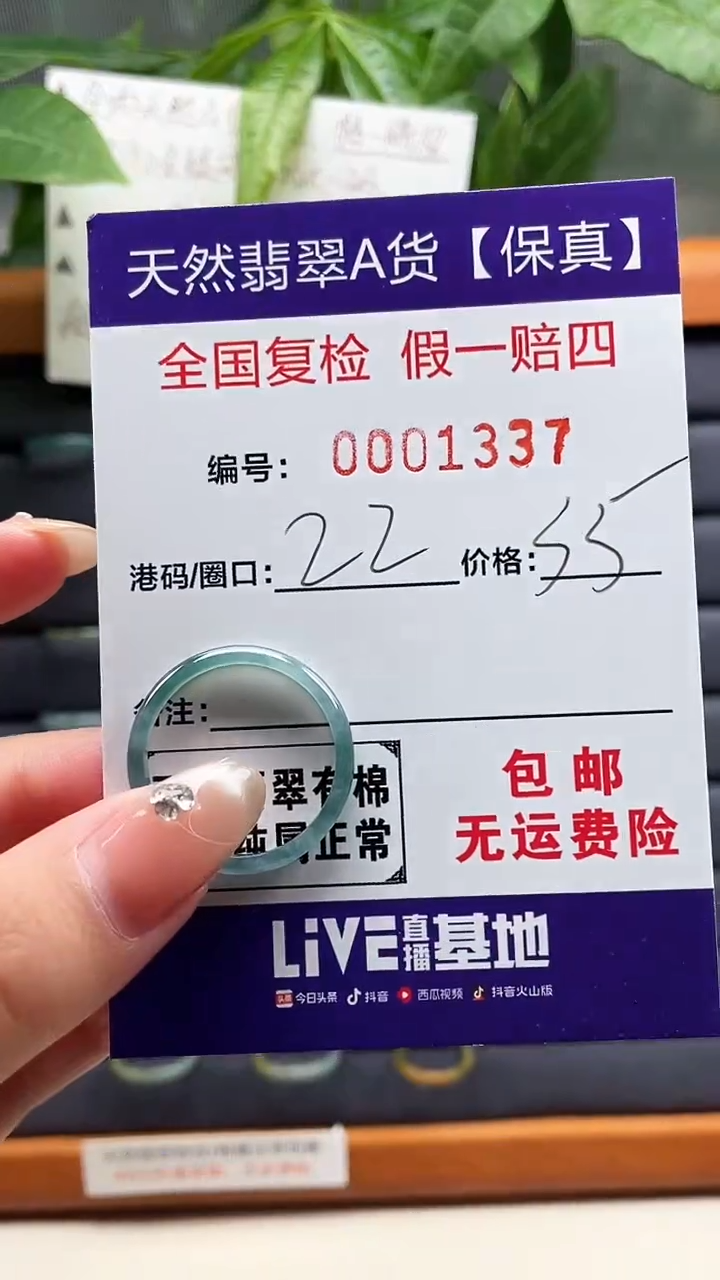 天然翡翠A货【保真】
全国复检 假一赔四
编号： 0001337
港码/圈口： 22 价格： 55
注：
翠有棉
正常
包邮
无运费险
LiVE直播基地
头条 今日头条 抖音 西瓜视频 抖音火山版